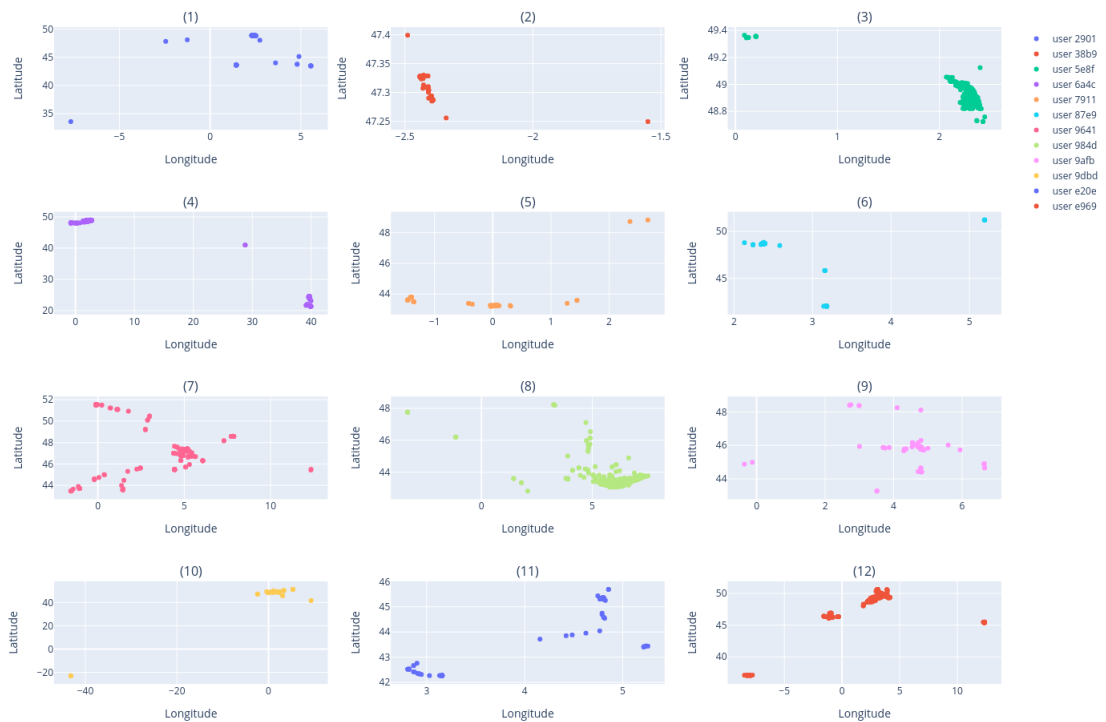 (1)
(2)
(3)
50
45
40
35
−5
0
5
Longitude
Latitude
47.4
47.35
47.3
47.25
−2.5
−2
−1.5
Longitude
Latitude
49.4
49.2
49
48.8
0
1
2
Longitude
Latitude
user 2901
user 38b9
user 5e8f
user 6a4c
user 7911
user 87e9
user 9641
user 984d
user 9afb
user 9dbd
user e20e
user e969
(4)
(5)
(6)
50
40
30
20
0
10
20
30
40
Longitude
Latitude
48
46
44
−1
0
1
2
Longitude
Latitude
50
45
2
3
4
5
Longitude
Latitude
(7)
(8)
(9)
52
50
48
46
44
0
5
10
Longitude
Latitude
48
46
44
0
5
Longitude
Latitude
48
46
44
0
2
4
6
Longitude
Latitude
(10)
(11)
(12)
40
20
0
−20
−40
−20
0
Longitude
Latitude
46
45
44
43
42
3
4
5
Longitude
Latitude
50
40
−5
0
5
10
Longitude
Latitude